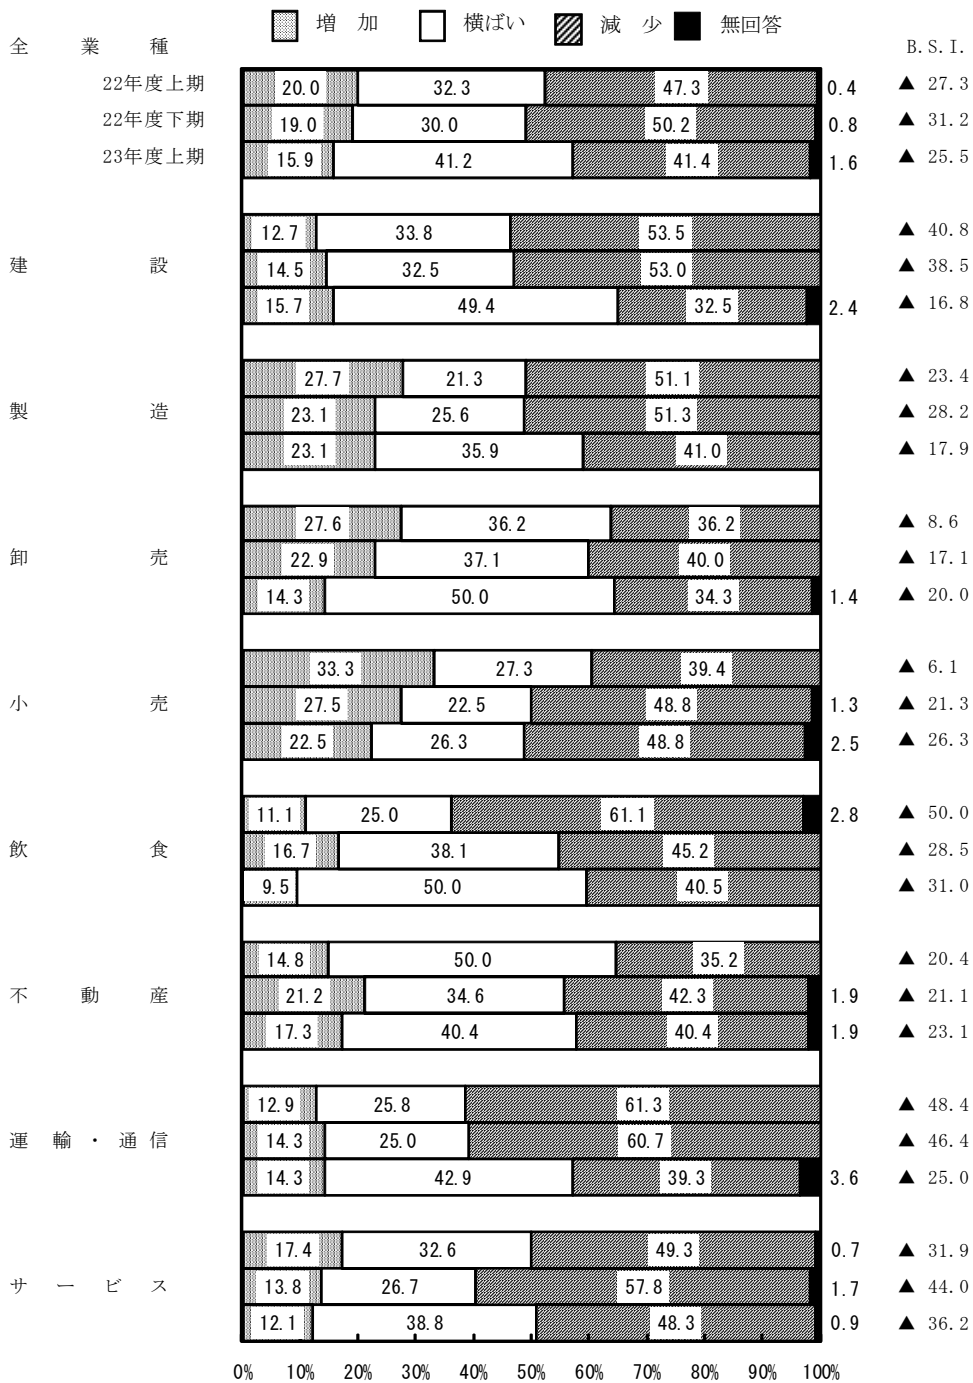 増 加 横ばい 減 少 無回答
全 業 種 B.S.I.
22年度上期 20.0 32.3 47.3 0.4 ▲ 27.3
22年度下期 19.0 30.0 50.2 0.8 ▲ 31.2
23年度上期 15.9 41.2 41.4 1.6 ▲ 25.5
12.7 33.8 53.5 ▲ 40.8
建 設 14.5 32.5 53.0 ▲ 38.5
15.7 49.4 32.5 2.4 ▲ 16.8
27.7 21.3 51.1 ▲ 23.4
製 造 23.1 25.6 51.3 ▲ 28.2
23.1 35.9 41.0 ▲ 17.9
27.6 36.2 36.2 ▲ 8.6
卸 売 22.9 37.1 40.0 ▲ 17.1
14.3 50.0 34.3 1.4 ▲ 20.0
33.3 27.3 39.4 ▲ 6.1
小 売 27.5 22.5 48.8 1.3 ▲ 21.3
22.5 26.3 48.8 2.5 ▲ 26.3
11.1 25.0 61.1 2.8 ▲ 50.0
飲 食 16.7 38.1 45.2 ▲ 28.5
9.5 50.0 40.5 ▲ 31.0
14.8 50.0 35.2 ▲ 20.4
不 動 産 21.2 34.6 42.3 1.9 ▲ 21.1
17.3 40.4 40.4 1.9 ▲ 23.1
12.9 25.8 61.3 ▲ 48.4
運 輸 ・ 通 信 14.3 25.0 60.7 ▲ 46.4
14.3 42.9 39.3 3.6 ▲ 25.0
17.4 32.6 49.3 0.7 ▲ 31.9
サ ー ビ ス 13.8 26.7 57.8 1.7 ▲ 44.0
12.1 38.8 48.3 0.9 ▲ 36.2
0% 10% 20% 30% 40% 50% 60% 70% 80% 90% 100%